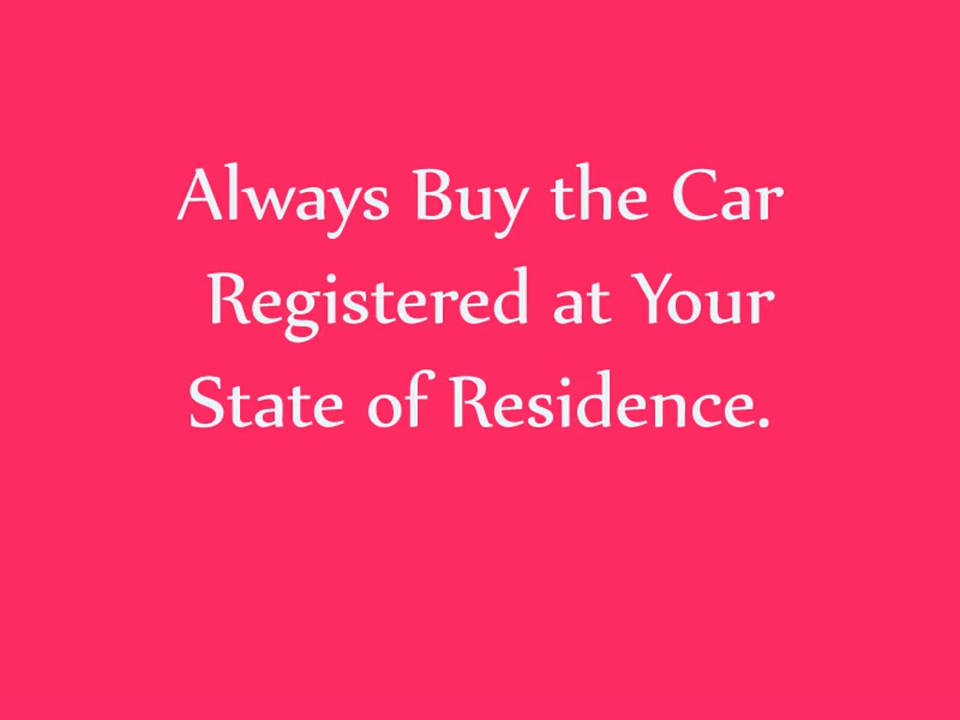 Always Buy the Car
Registered at Your
State of Residence.